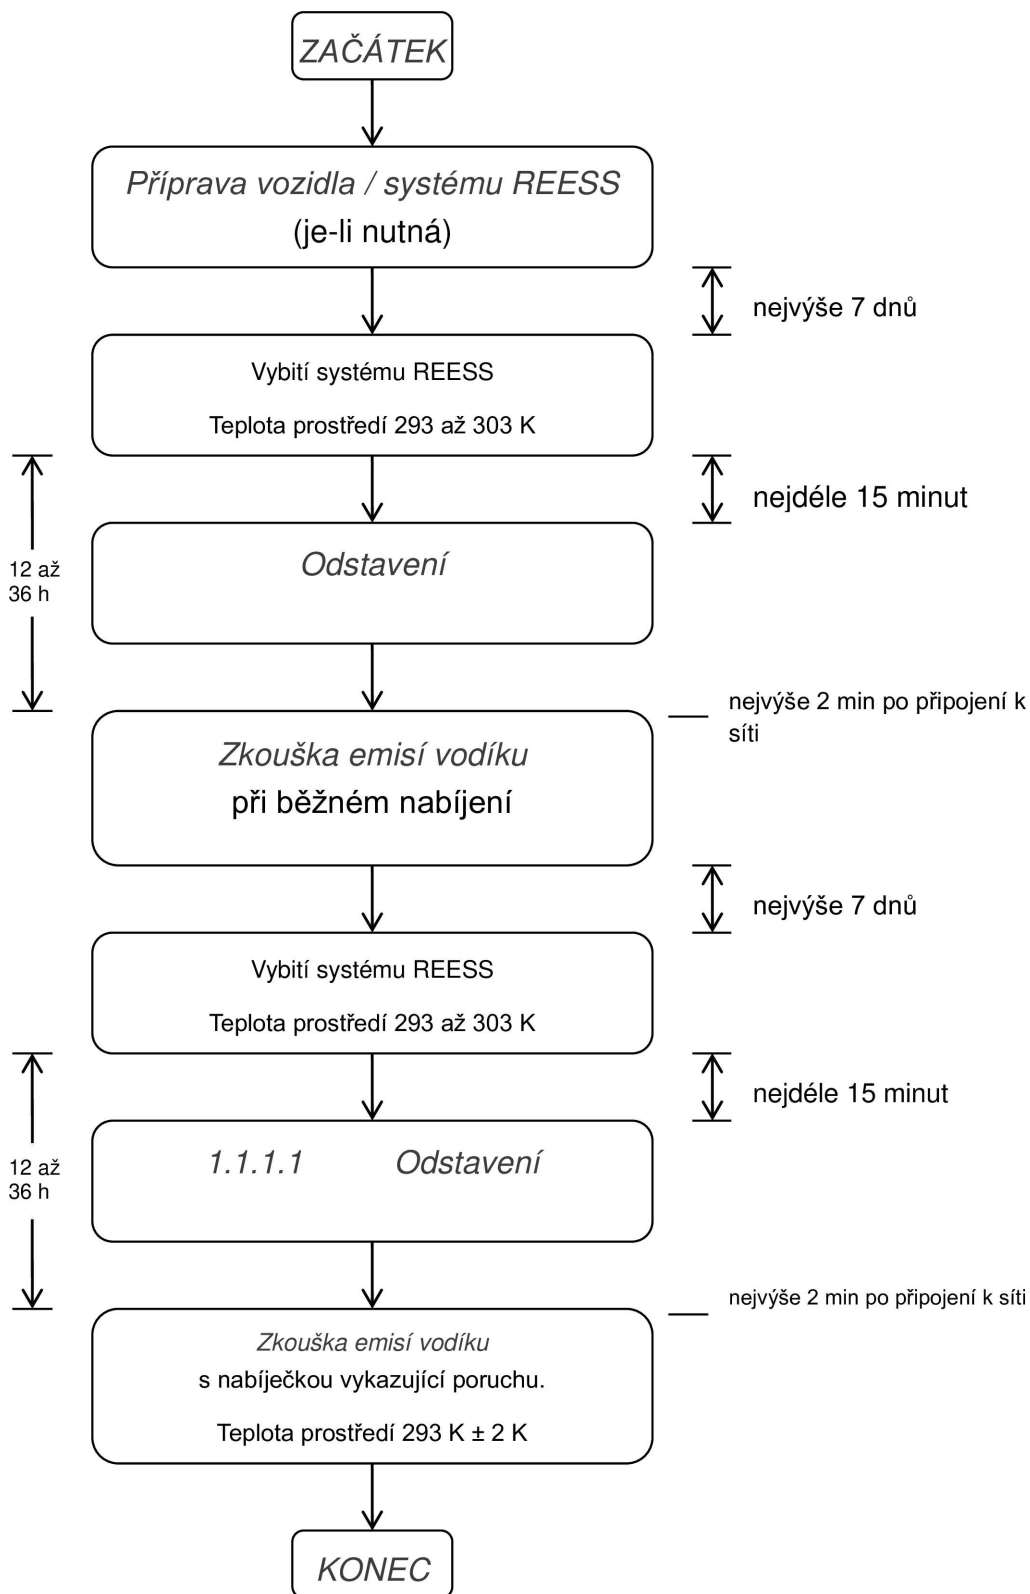 ZAČÁTEK
Příprava vozidla / systému REESS
(je-li nutná)
nejvýše 7 dnů
Vybití systému REESS
Teplota prostředí 293 až 303 K
nejdéle 15 minut
Odstavení
12 až
36 h
nejvýše 2 min po připojení k
síti
Zkouška emisí vodíku
při běžném nabíjení
nejvýše 7 dnů
Vybití systému REESS
Teplota prostředí 293 až 303 K
nejdéle 15 minut
1.1.1.1 Odstavení
12 až
36 h
nejvýše 2 min po připojení k síti
Zkouška emisí vodíku
s nabíječkou vykazující poruchu.
Teplota prostředí 293 K ± 2 K
KONEC